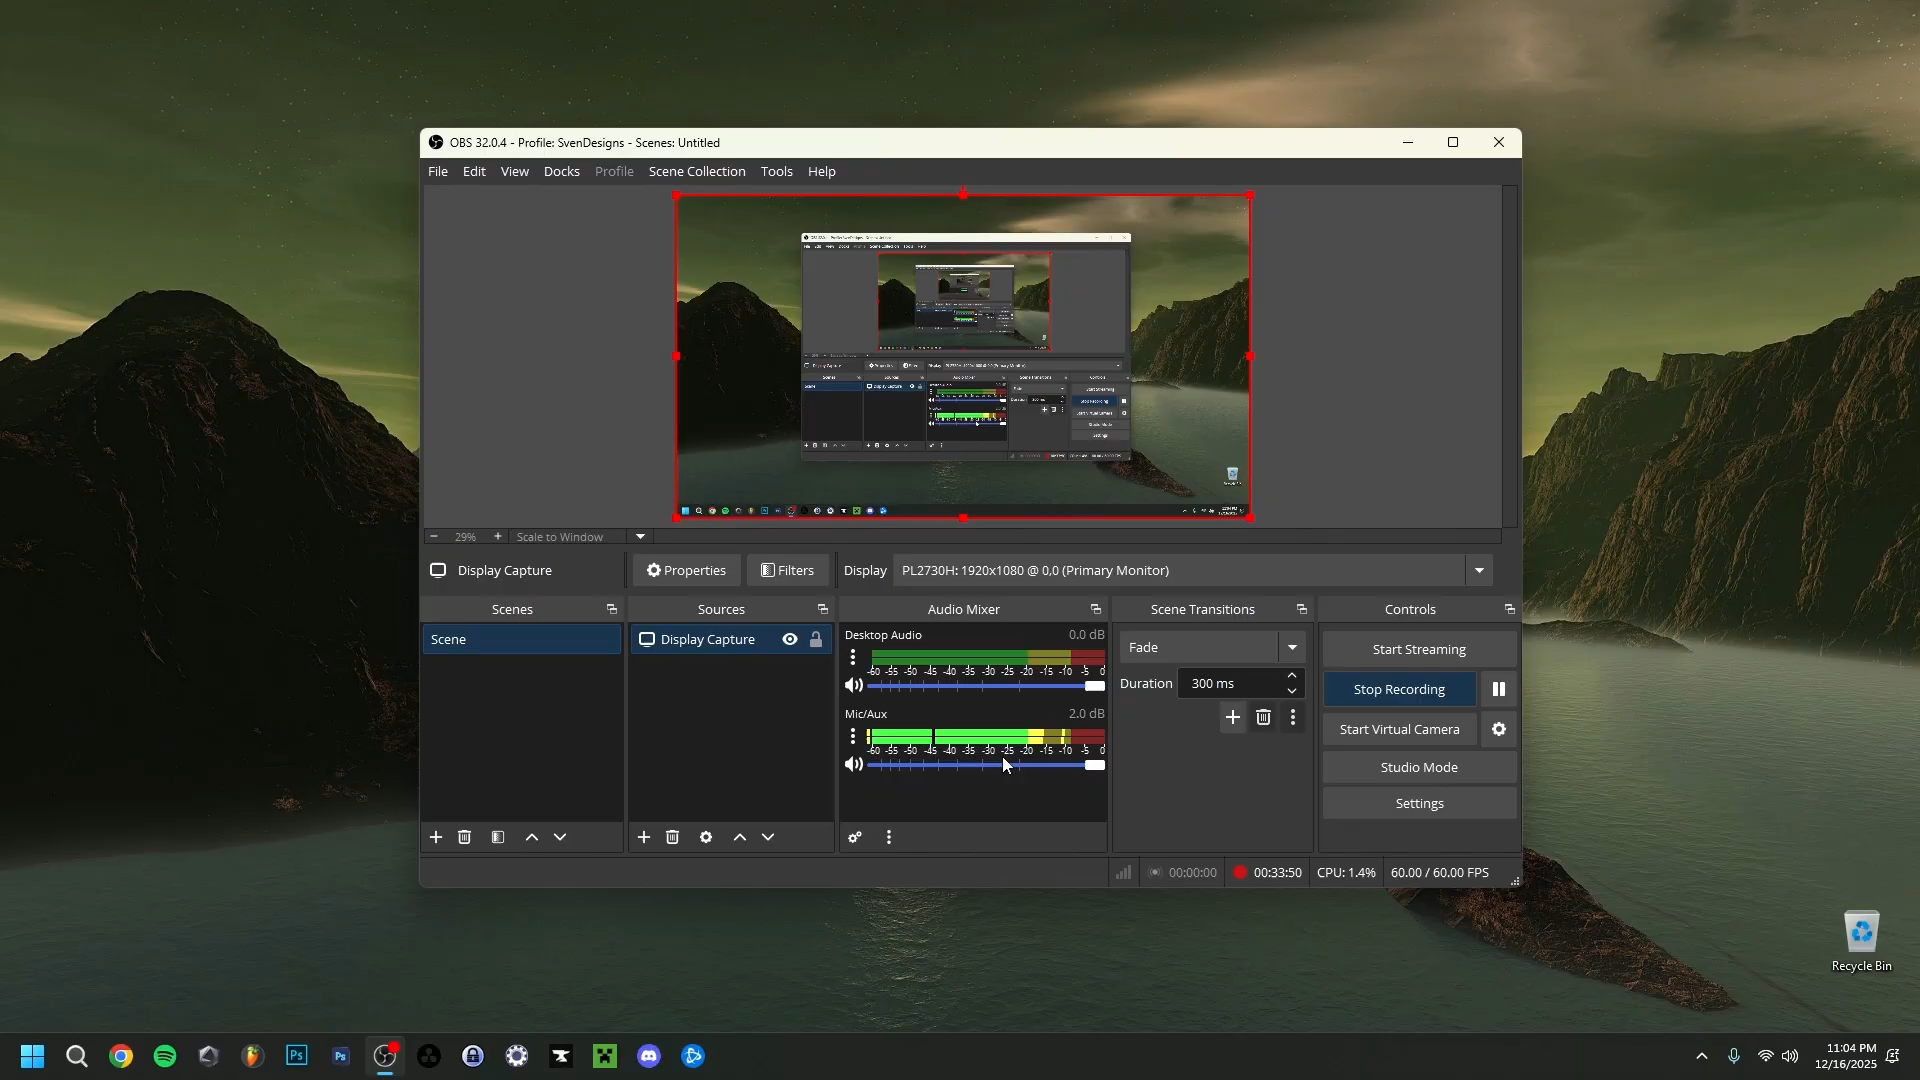 OBS 32.0.4 - Profile: SvenDesigns - Scenes: Untitled
File Edit View Docks Profile Scene Collection Tools Help
29% Scale to Window
Display Capture Properties Filters Display PL2730H: 1920x1080 @ 0,0 (Primary Monitor)
Scenes Sources Audio Mixer Scene Transitions Controls
Scene
Display Capture
Desktop Audio 0.0 dB
-60 -55 -50 -45 -40 -35 -30 -25 -20 -15 -10 -5 0
Mic/Aux 2.0 dB
-60 -55 -50 -45 -40 -35 -30 -25 -20 -15 -10 -5 0
Fade
Duration 300 ms
Start Streaming
Stop Recording
Start Virtual Camera
Studio Mode
Settings
00:00:00 00:33:50 CPU: 1.4% 60.00 / 60.00 FPS
Recycle Bin
Ps
Ps
11:04 PM
12/16/2025